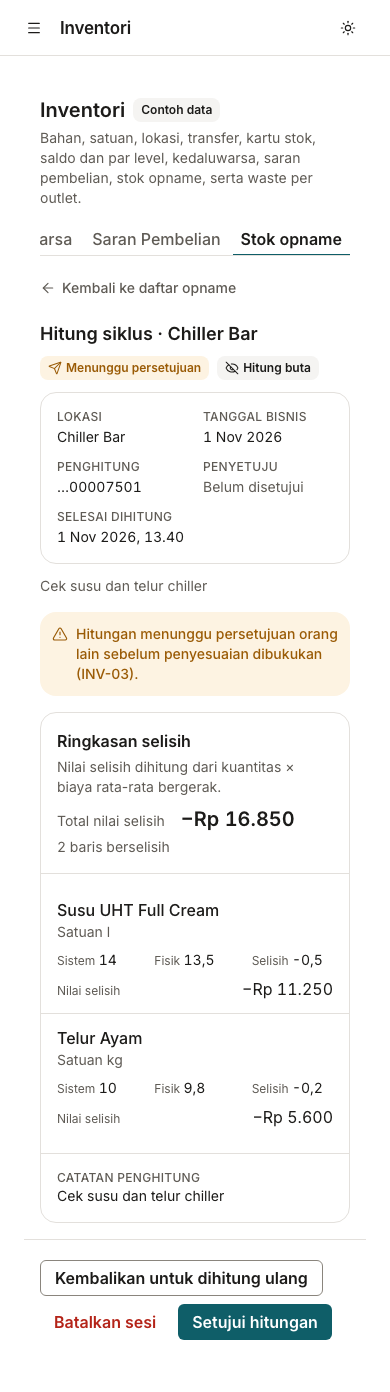 Inventori
Inventori Contoh data
Bahan, satuan, lokasi, transfer, kartu stok,
saldo dan par level, kedaluwarsa, saran
pembelian, stok opname, serta waste per
outlet.
arsa Saran Pembelian Stok opname
Kembali ke daftar opname
Hitung siklus · Chiller Bar
Menunggu persetujuan Hitung buta
LOKASI TANGGAL BISNIS
Chiller Bar 1 Nov 2026
PENGHITUNG PENYETUJU
…00007501 Belum disetujui
SELESAI DIHITUNG
1 Nov 2026, 13.40
Cek susu dan telur chiller
Hitungan menunggu persetujuan orang
lain sebelum penyesuaian dibukukan
(INV-03).
Ringkasan selisih
Nilai selisih dihitung dari kuantitas ×
biaya rata-rata bergerak.
Total nilai selisih −Rp 16.850
2 baris berselisih
Susu UHT Full Cream
Satuan l
Sistem 14 Fisik 13,5 Selisih -0,5
Nilai selisih −Rp 11.250
Telur Ayam
Satuan kg
Sistem 10 Fisik 9,8 Selisih -0,2
Nilai selisih −Rp 5.600
CATATAN PENGHITUNG
Cek susu dan telur chiller
Kembalikan untuk dihitung ulang
Batalkan sesi Setujui hitungan